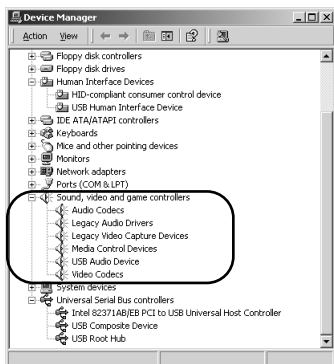 Device Manager
Action View
Floppy disk controllers
Floppy disk drives
Human Interface Devices
HID-compliant consumer control device
USB Human Interface Device
IDE ATA/ATAPI controllers
Keyboards
Mice and other pointing devices
Monitors
Network adapters
Ports (COM & LPT)
Sound, video and game controllers
Audio Codecs
Legacy Audio Drivers
Legacy Video Capture Devices
Media Control Devices
USB Audio Device
Video Codecs
System devices
Universal Serial Bus controllers
Intel 82371AB/EB PCI to USB Universal Host Controller
USB Composite Device
USB Root Hub